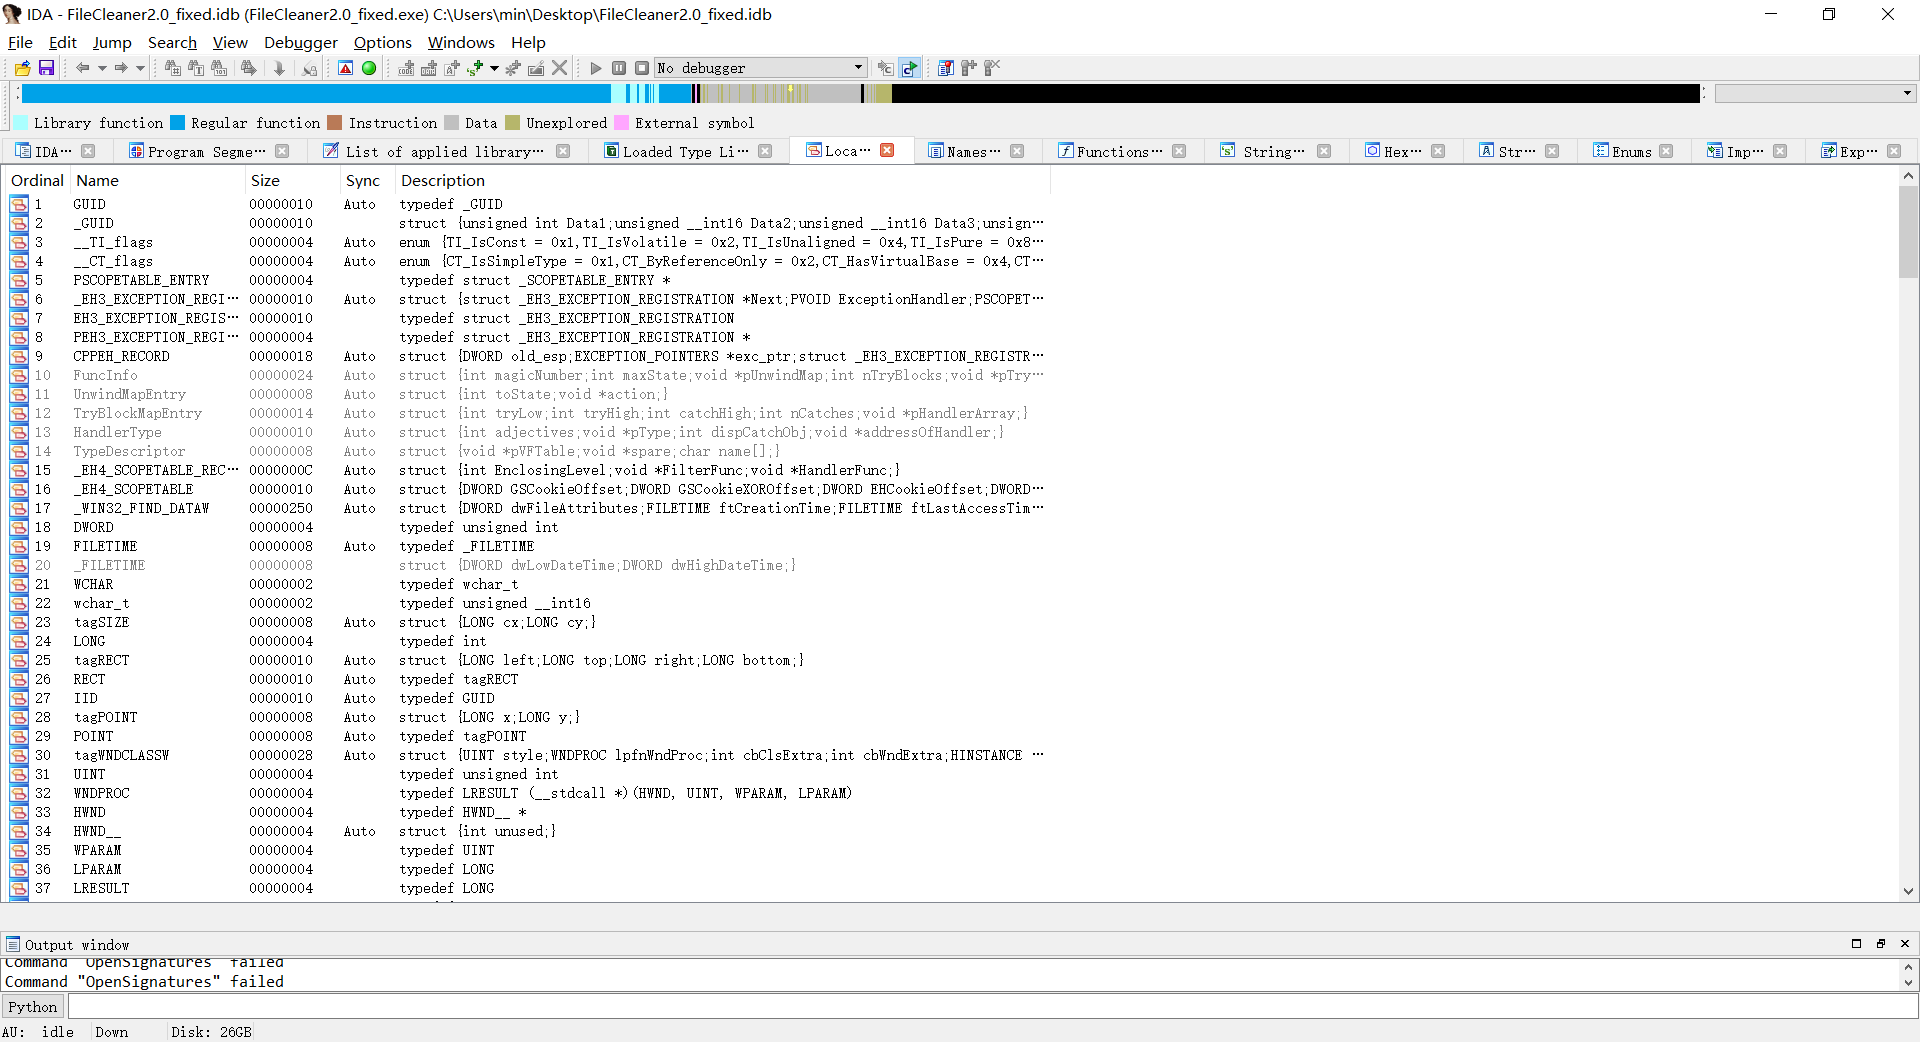 IDA - FileCleaner2.0_fixed.idb (FileCleaner2.0_fixed.exe) C:\Users\min\Desktop\FileCleaner2.0_fixed.idb
File Edit Jump Search View Debugger Options Windows Help
No debugger
Library function Regular function Instruction Data Unexplored External symbol
IDA··· Program Segme··· List of applied library··· Loaded Type Li··· Loca··· Names··· Functions··· String··· Hex··· Str··· Enums Imp··· Exp···
Ordinal Name Size Sync Description
1 GUID 00000010 Auto typedef _GUID
2 _GUID 00000010 struct {unsigned int Data1;unsigned __int16 Data2;unsigned __int16 Data3;unsign···
3 __TI_flags 00000004 Auto enum {TI_IsConst = 0x1,TI_IsVolatile = 0x2,TI_IsUnaligned = 0x4,TI_IsPure = 0x8···
4 __CT_flags 00000004 Auto enum {CT_IsSimpleType = 0x1,CT_ByReferenceOnly = 0x2,CT_HasVirtualBase = 0x4,CT···
5 PSCOPETABLE_ENTRY 00000004 typedef struct _SCOPETABLE_ENTRY *
6 _EH3_EXCEPTION_REGI··· 00000010 Auto struct {struct _EH3_EXCEPTION_REGISTRATION *Next;PVOID ExceptionHandler;PSCOPET···
7 EH3_EXCEPTION_REGIS··· 00000010 typedef struct _EH3_EXCEPTION_REGISTRATION
8 PEH3_EXCEPTION_REGI··· 00000004 typedef struct _EH3_EXCEPTION_REGISTRATION *
9 CPPEH_RECORD 00000018 Auto struct {DWORD old_esp;EXCEPTION_POINTERS *exc_ptr;struct _EH3_EXCEPTION_REGISTR···
10 FuncInfo 00000024 Auto struct {int magicNumber;int maxState;void *pUnwindMap;int nTryBlocks;void *pTry···
11 UnwindMapEntry 00000008 Auto struct {int toState;void *action;}
12 TryBlockMapEntry 00000014 Auto struct {int tryLow;int tryHigh;int catchHigh;int nCatches;void *pHandlerArray;}
13 HandlerType 00000010 Auto struct {int adjectives;void *pType;int dispCatchObj;void *addressOfHandler;}
14 TypeDescriptor 00000008 Auto struct {void *pVFTable;void *spare;char name[];}
15 _EH4_SCOPETABLE_REC··· 0000000C Auto struct {int EnclosingLevel;void *FilterFunc;void *HandlerFunc;}
16 _EH4_SCOPETABLE 00000010 Auto struct {DWORD GSCookieOffset;DWORD GSCookieXOROffset;DWORD EHCookieOffset;DWORD···
17 _WIN32_FIND_DATAW 00000250 Auto struct {DWORD dwFileAttributes;FILETIME ftCreationTime;FILETIME ftLastAccessTim···
18 DWORD 00000004 typedef unsigned int
19 FILETIME 00000008 Auto typedef _FILETIME
20 _FILETIME 00000008 struct {DWORD dwLowDateTime;DWORD dwHighDateTime;}
21 WCHAR 00000002 typedef wchar_t
22 wchar_t 00000002 typedef unsigned __int16
23 tagSIZE 00000008 Auto struct {LONG cx;LONG cy;}
24 LONG 00000004 typedef int
25 tagRECT 00000010 Auto struct {LONG left;LONG top;LONG right;LONG bottom;}
26 RECT 00000010 Auto typedef tagRECT
27 IID 00000010 Auto typedef GUID
28 tagPOINT 00000008 Auto struct {LONG x;LONG y;}
29 POINT 00000008 Auto typedef tagPOINT
30 tagWNDCLASSW 00000028 Auto struct {UINT style;WNDPROC lpfnWndProc;int cbClsExtra;int cbWndExtra;HINSTANCE ···
31 UINT 00000004 typedef unsigned int
32 WNDPROC 00000004 typedef LRESULT (__stdcall *)(HWND, UINT, WPARAM, LPARAM)
33 HWND 00000004 typedef HWND__ *
34 HWND__ 00000004 Auto struct {int unused;}
35 WPARAM 00000004 typedef UINT
36 LPARAM 00000004 typedef LONG
37 LRESULT 00000004 typedef LONG
Output window
Command "OpenSignatures" failed
Command "OpenSignatures" failed
Python
AU: idle Down Disk: 26GB